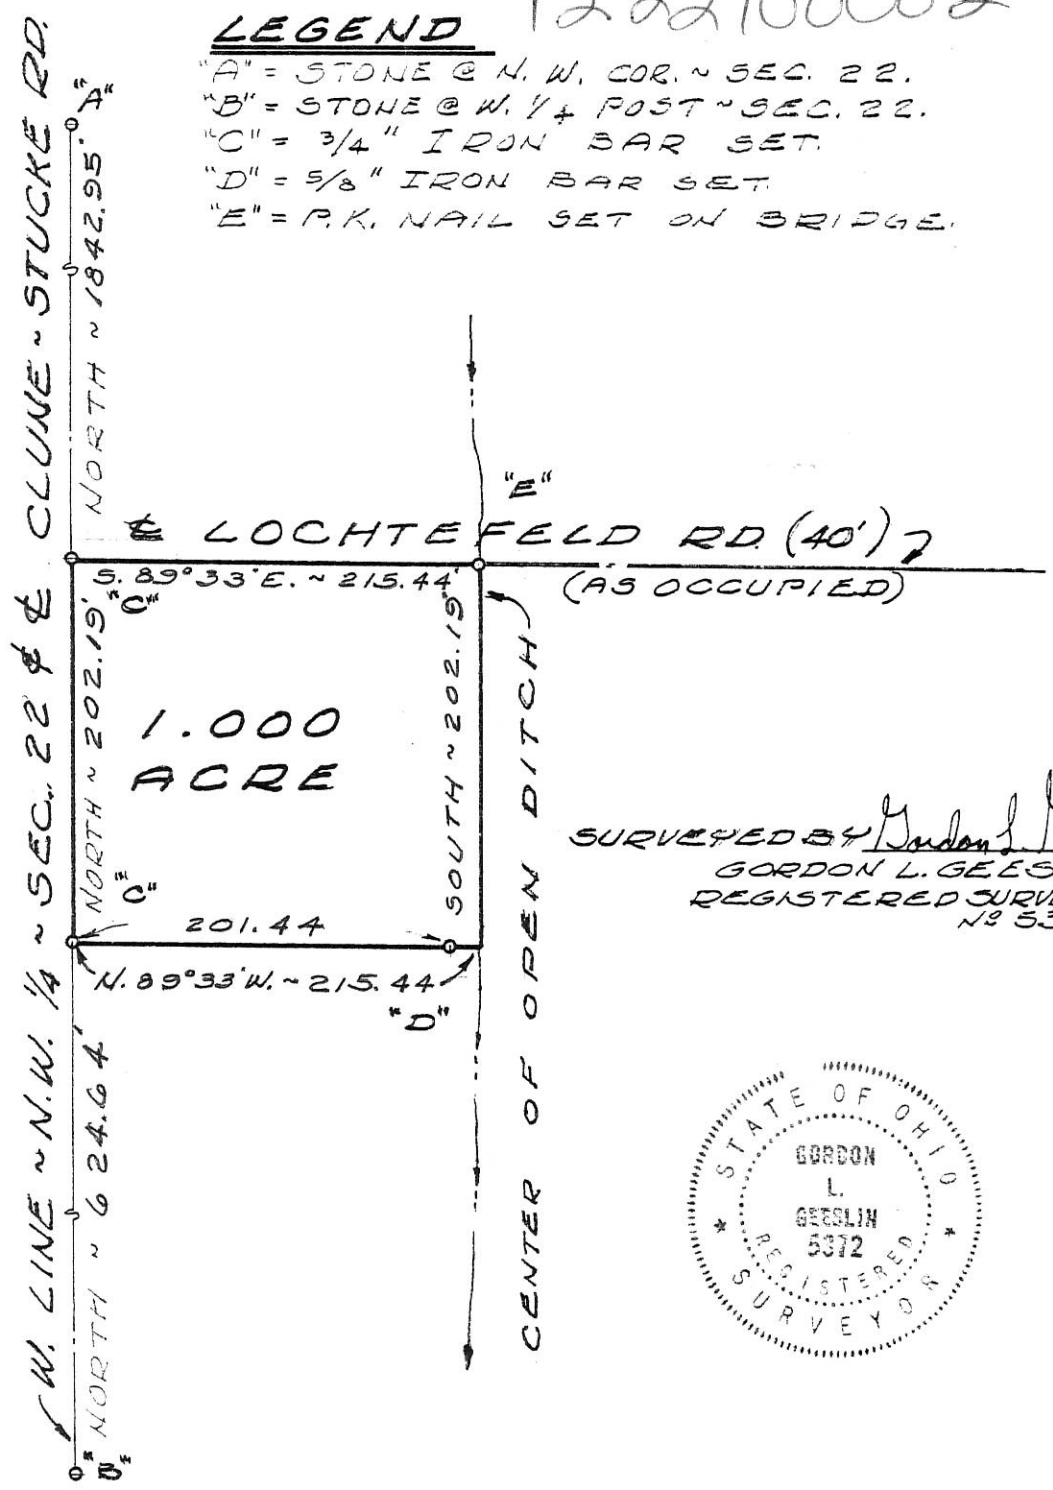 1222100002
LEGEND
"A" = STONE @ N. W. COR. ~ SEC. 22.
"B" = STONE @ W. 1/4 POST ~ SEC. 22.
"C" = 3/4" IRON BAR SET.
"D" = 5/8" IRON BAR SET.
"E" = P.K. NAIL SET ON BRIDGE.
W. LINE ~ N.W. 1/4 ~ SEC. 22 & ℄ CLUNE ~ STUCKE RD.
"A"
NORTH ~ 1842.95'
"E"
℄ LOCHTEFELD RD. (40')
(AS OCCUPIED)
S. 89°33'E. ~ 215.44'
"C"
NORTH ~ 202.19'
1.000
ACRE
SOUTH ~ 202.19'
CENTER OF OPEN DITCH
"C"
201.44
N. 89°33'W. ~ 215.44
"D"
NORTH ~ 624.64'
"B"
SURVEYED BY Gordon L. G
GORDON L. GEES
REGISTERED SURVE
Nº 53
STATE OF OHIO
GORDON
L.
GEESLIN
5372
REGISTERED
SURVEYOR